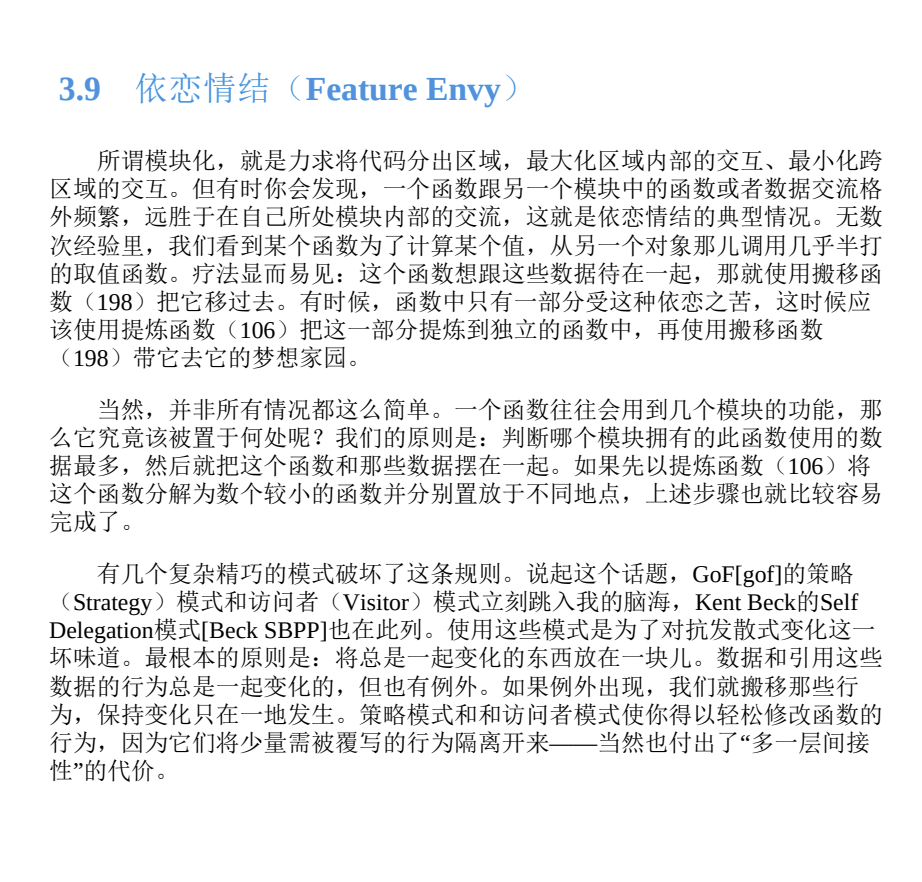 3.9 依恋情结（Feature Envy）
所谓模块化，就是力求将代码分出区域，最大化区域内部的交互、最小化跨
区域的交互。但有时你会发现，一个函数跟另一个模块中的函数或者数据交流格
外频繁，远胜于在自己所处模块内部的交流，这就是依恋情结的典型情况。无数
次经验里，我们看到某个函数为了计算某个值，从另一个对象那儿调用几乎半打
的取值函数。疗法显而易见：这个函数想跟这些数据待在一起，那就使用搬移函
数（198）把它移过去。有时候，函数中只有一部分受这种依恋之苦，这时候应
该使用提炼函数（106）把这一部分提炼到独立的函数中，再使用搬移函数
（198）带它去它的梦想家园。
当然，并非所有情况都这么简单。一个函数往往会用到几个模块的功能，那
么它究竟该被置于何处呢？我们的原则是：判断哪个模块拥有的此函数使用的数
据最多，然后就把这个函数和那些数据摆在一起。如果先以提炼函数（106）将
这个函数分解为数个较小的函数并分别置放于不同地点，上述步骤也就比较容易
完成了。
有几个复杂精巧的模式破坏了这条规则。说起这个话题，GoF[gof]的策略
（Strategy）模式和访问者（Visitor）模式立刻跳入我的脑海，Kent Beck的Self
Delegation模式[Beck SBPP]也在此列。使用这些模式是为了对抗发散式变化这一
坏味道。最根本的原则是：将总是一起变化的东西放在一块儿。数据和引用这些
数据的行为总是一起变化的，但也有例外。如果例外出现，我们就搬移那些行
为，保持变化只在一地发生。策略模式和和访问者模式使你得以轻松修改函数的
行为，因为它们将少量需被覆写的行为隔离开来——当然也付出了“多一层间接
性”的代价。